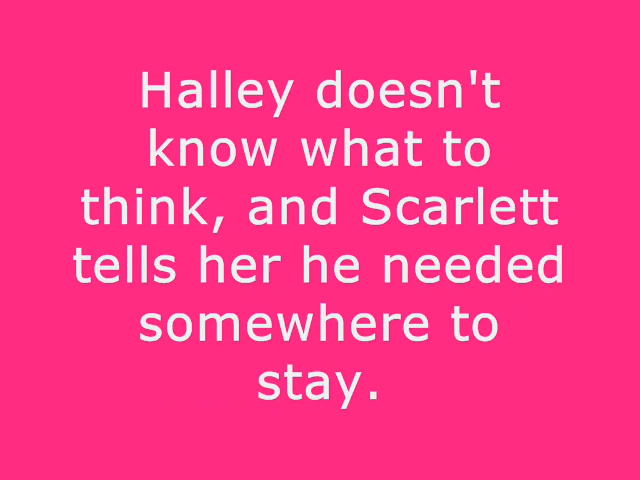 Halley doesn't
know what to
think, and Scarlett
tells her he needed
somewhere to
stay.